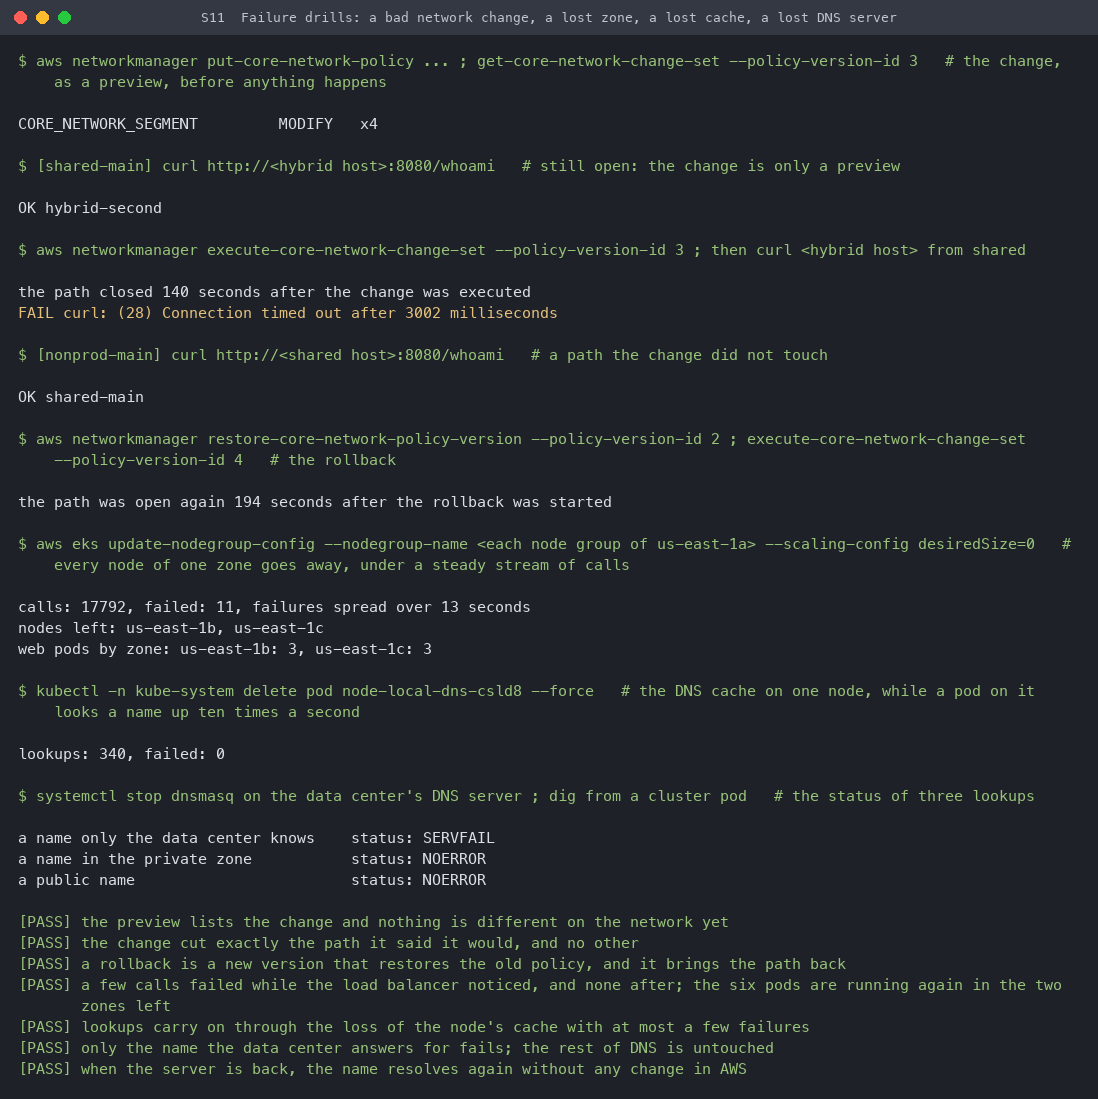 S11  Failure drills: a bad network change, a lost zone, a lost cache, a lost DNS server
$ aws networkmanager put-core-network-policy ... ; get-core-network-change-set --policy-version-id 3   # the change,
as a preview, before anything happens
CORE_NETWORK_SEGMENT         MODIFY   x4
$ [shared-main] curl http://<hybrid host>:8080/whoami   # still open: the change is only a preview
OK hybrid-second
$ aws networkmanager execute-core-network-change-set --policy-version-id 3 ; then curl <hybrid host> from shared
the path closed 140 seconds after the change was executed
FAIL curl: (28) Connection timed out after 3002 milliseconds
$ [nonprod-main] curl http://<shared host>:8080/whoami   # a path the change did not touch
OK shared-main
$ aws networkmanager restore-core-network-policy-version --policy-version-id 2 ; execute-core-network-change-set
--policy-version-id 4   # the rollback
the path was open again 194 seconds after the rollback was started
$ aws eks update-nodegroup-config --nodegroup-name <each node group of us-east-1a> --scaling-config desiredSize=0   #
every node of one zone goes away, under a steady stream of calls
calls: 17792, failed: 11, failures spread over 13 seconds
nodes left: us-east-1b, us-east-1c
web pods by zone: us-east-1b: 3, us-east-1c: 3
$ kubectl -n kube-system delete pod node-local-dns-csld8 --force   # the DNS cache on one node, while a pod on it
looks a name up ten times a second
lookups: 340, failed: 0
$ systemctl stop dnsmasq on the data center's DNS server ; dig from a cluster pod   # the status of three lookups
a name only the data center knows    status: SERVFAIL
a name in the private zone           status: NOERROR
a public name                        status: NOERROR
[PASS] the preview lists the change and nothing is different on the network yet
[PASS] the change cut exactly the path it said it would, and no other
[PASS] a rollback is a new version that restores the old policy, and it brings the path back
[PASS] a few calls failed while the load balancer noticed, and none after; the six pods are running again in the two
zones left
[PASS] lookups carry on through the loss of the node's cache with at most a few failures
[PASS] only the name the data center answers for fails; the rest of DNS is untouched
[PASS] when the server is back, the name resolves again without any change in AWS